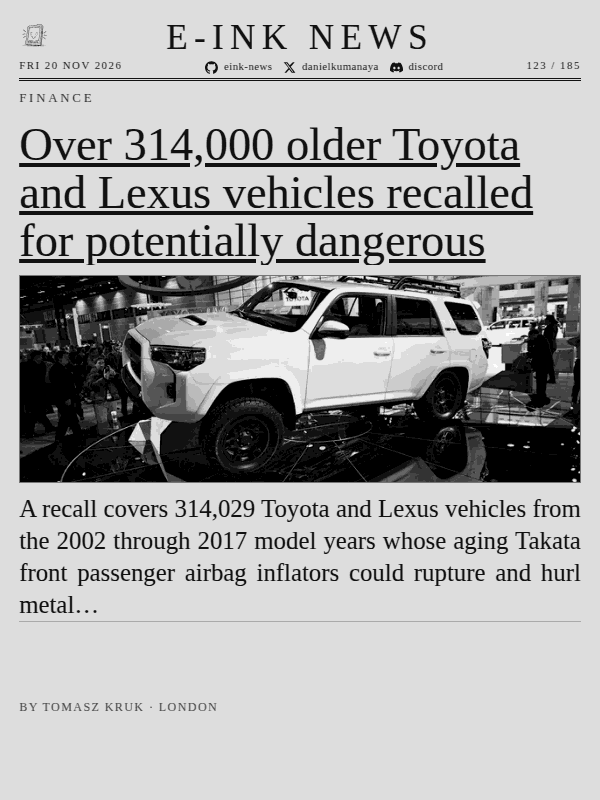 E-INK NEWS
FRI 20 NOV 2026
eink-news
danielkumanaya
discord
123 / 185
FINANCE
Over 314,000 older Toyota
and Lexus vehicles recalled
for potentially dangerous
TOYOTA
A recall covers 314,029 Toyota and Lexus vehicles from
the 2002 through 2017 model years whose aging Takata
front passenger airbag inflators could rupture and hurl
metal…
BY TOMASZ KRUK · LONDON